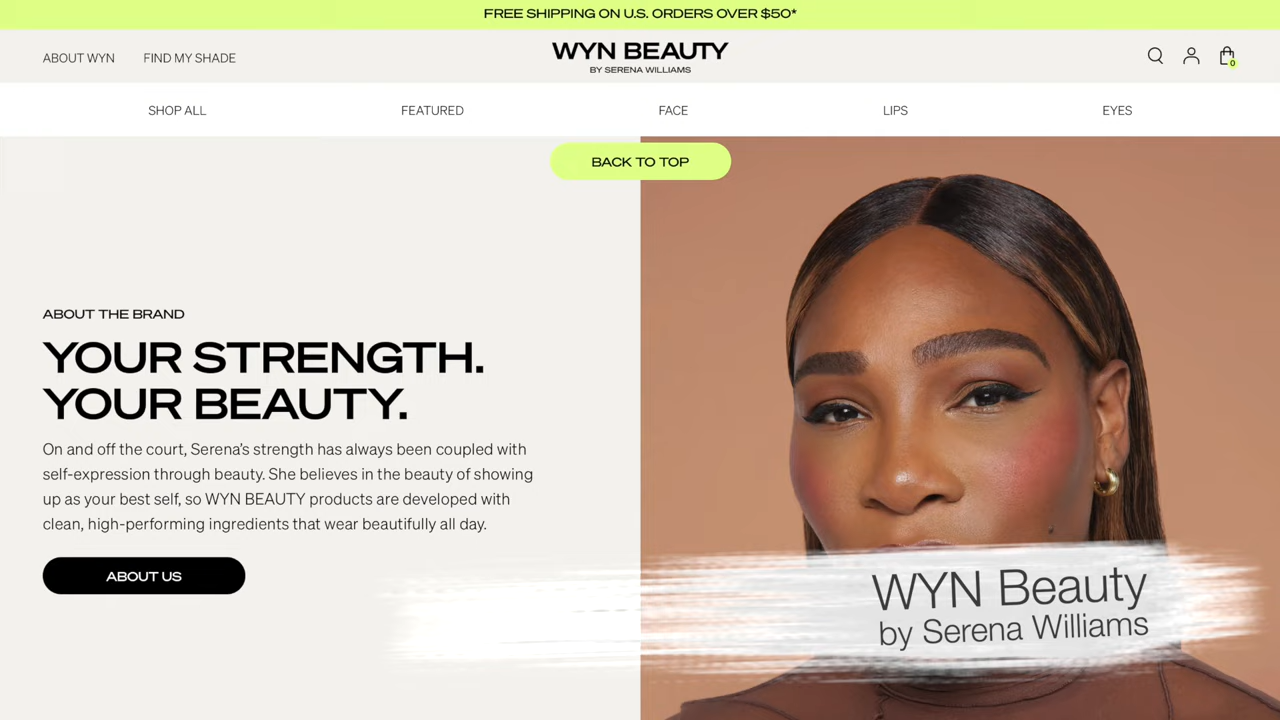 FREE SHIPPING ON U.S. ORDERS OVER $50*
ABOUT WYN
FIND MY SHADE
WYN BEAUTY
BY SERENA WILLIAMS
0
SHOP ALL
FEATURED
FACE
LIPS
EYES
BACK TO TOP
ABOUT THE BRAND
YOUR STRENGTH.
YOUR BEAUTY.
On and off the court, Serena’s strength has always been coupled with
self-expression through beauty. She believes in the beauty of showing
up as your best self, so WYN BEAUTY products are developed with
clean, high-performing ingredients that wear beautifully all day.
ABOUT US
WYN Beauty
by Serena Williams